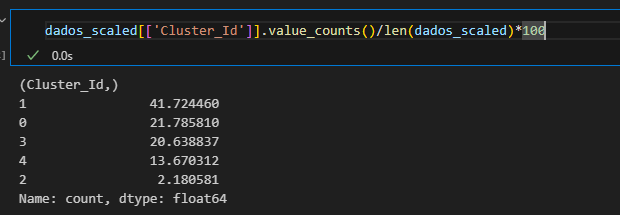 dados_scaled[['Cluster_Id']].value_counts()/len(dados_scaled)*100
0.0s
(Cluster_Id,)
1 41.724460
0 21.785810
3 20.638837
4 13.670312
2 2.180581
Name: count, dtype: float64